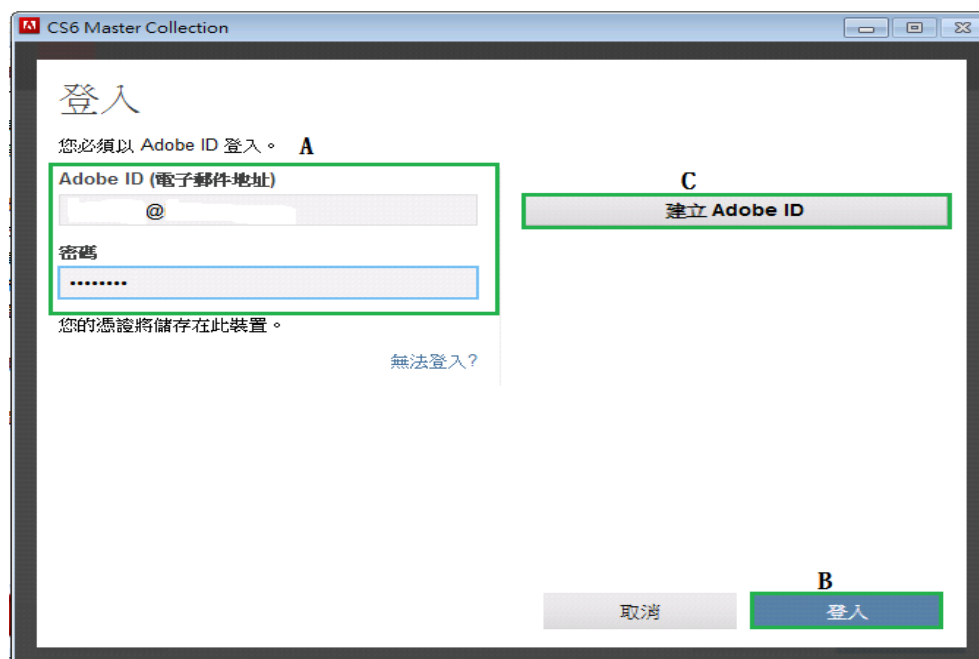 CS6 Master Collection
登入
您必須以 Adobe ID 登入。 A
Adobe ID (電子郵件地址)
@
密碼
••••••••
您的憑證將儲存在此裝置。
無法登入?
C
建立 Adobe ID
取消
B
登入